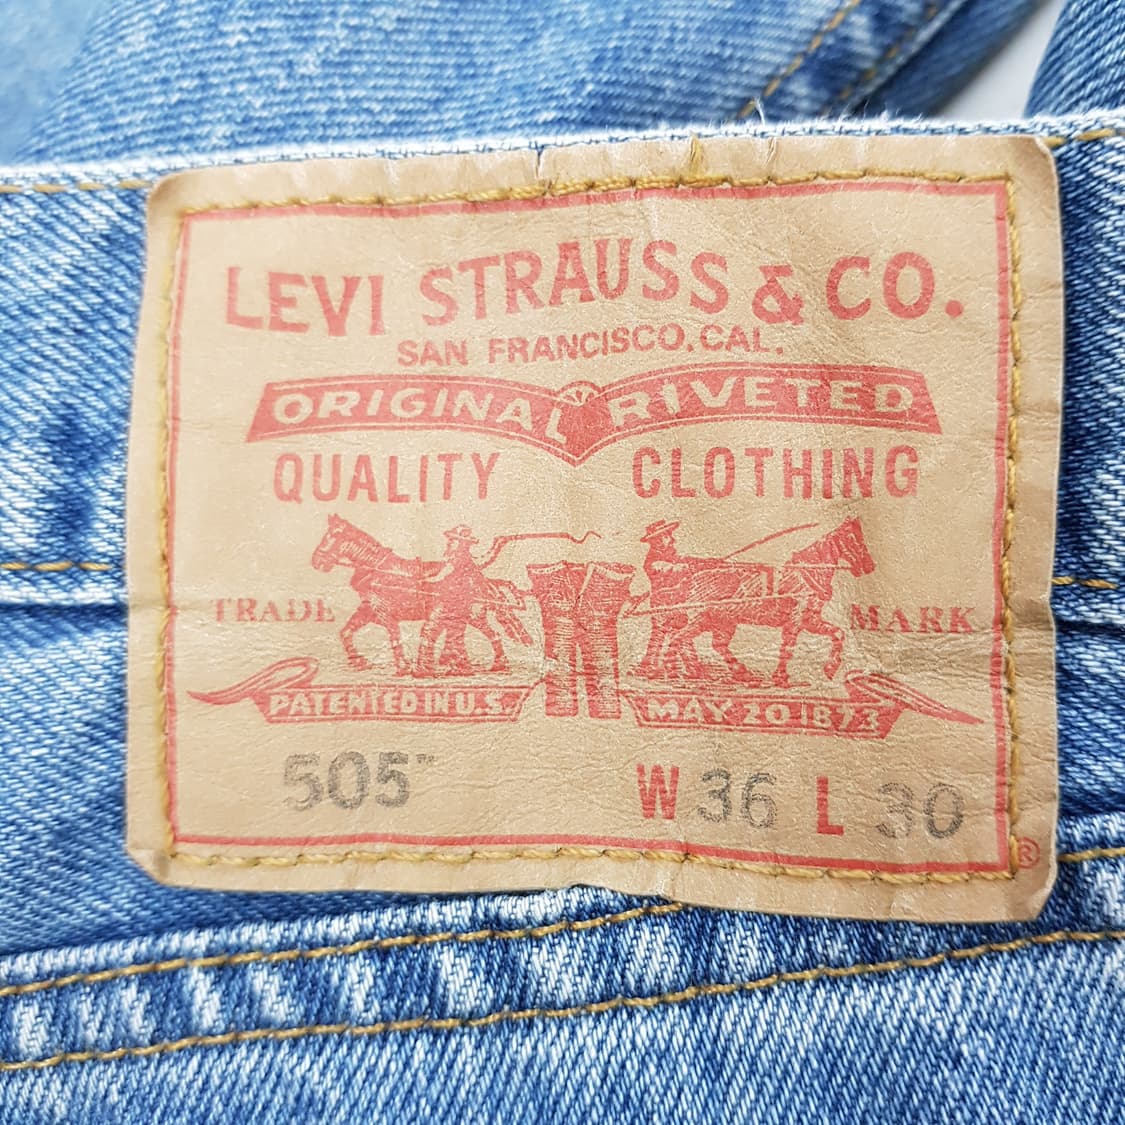 LEVI STRAUSS & CO.
SAN FRANCISCO, CAL.
ORIGINAL RIVETED
QUALITY CLOTHING
TRADE MARK
PATENTED IN U.S. MAY 20 1873
505™ W 36 L 30
®